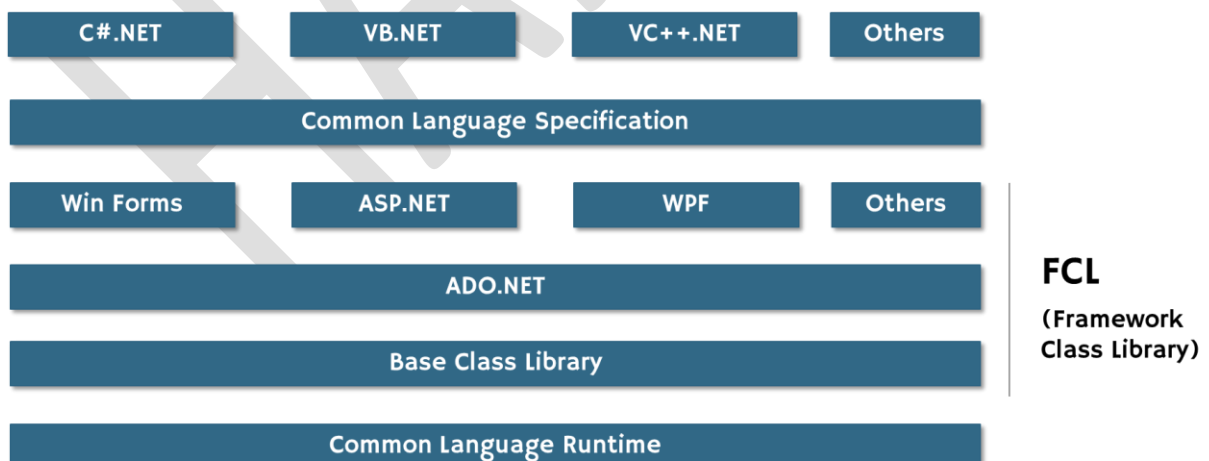 C#.NET VB.NET VC++.NET Others
Common Language Specification
Win Forms ASP.NET WPF Others
ADO.NET
FCL
(Framework
Class Library)
Base Class Library
Common Language Runtime